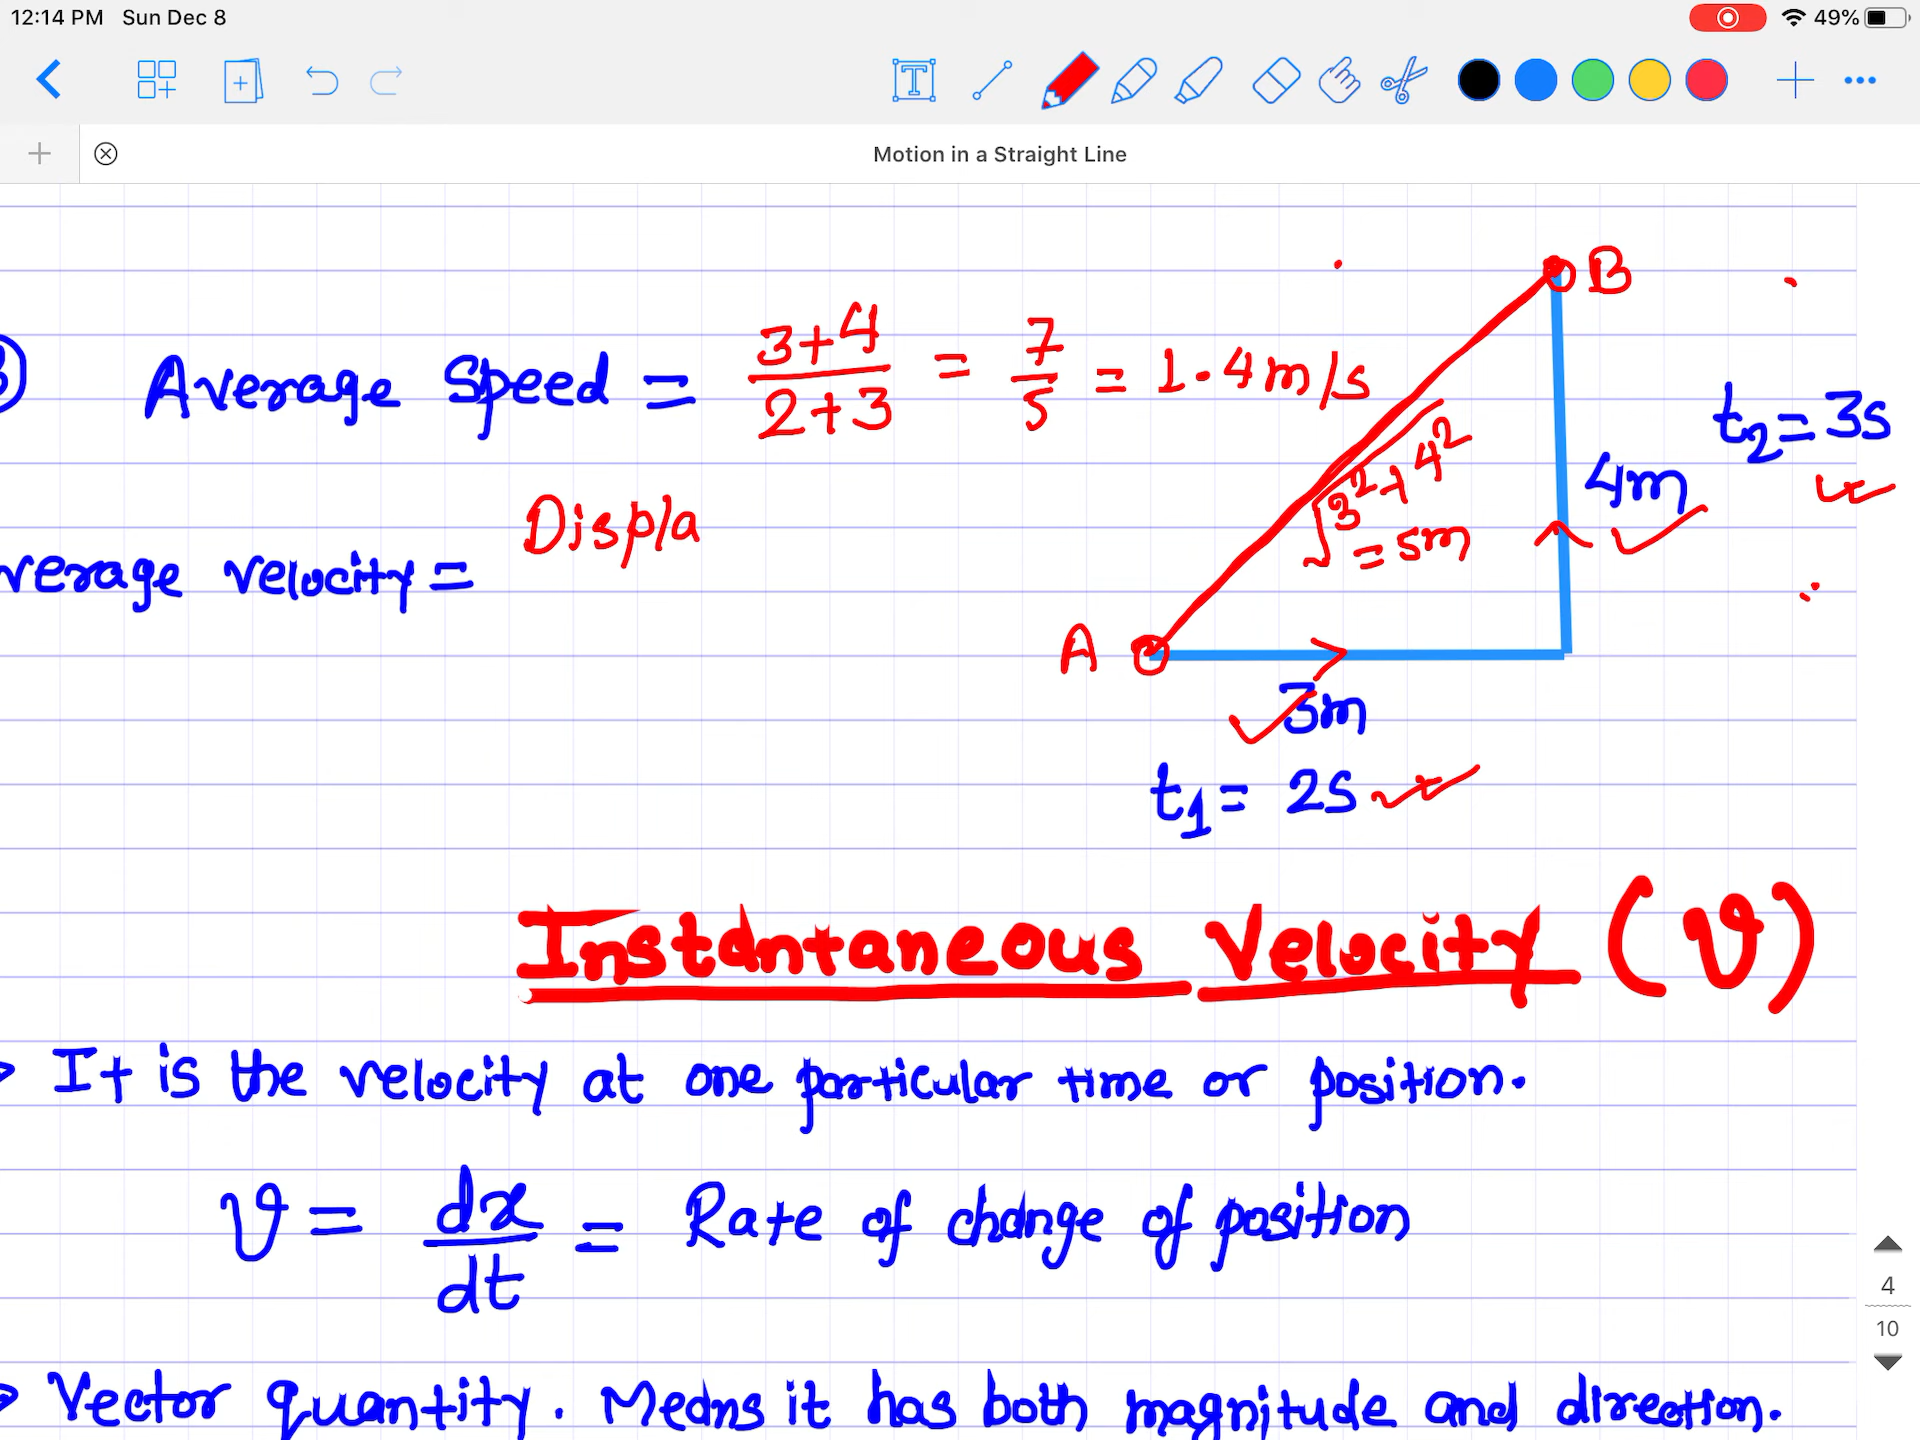 12:14 PM Sun Dec 8
49%
Motion in a Straight Line
B
Average Speed = 3+4/2+3 = 7/5 = 1.4 m/s
t2 = 3s
√3²+4²
= 5m
4m
Displa
verage velocity =
A
3m
t1 = 2s
Instantaneous Velocity (v)
It is the velocity at one particular time or position.
v = dx/dt = Rate of change of position
4
10
Vector quantity. Means it has both magnitude and direction.